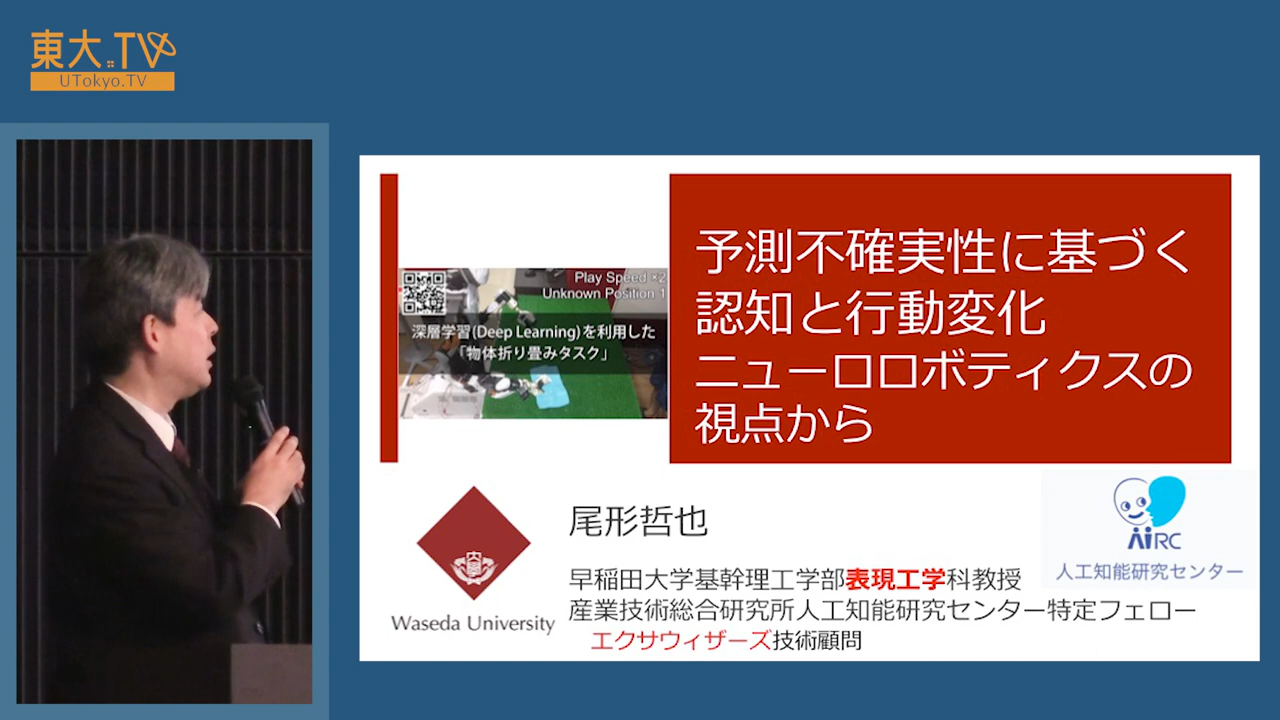 東大.TV
UTokyo.TV
Play Speed ×2
Unknown Position 1
深層学習(Deep Learning)を利用した
「物体折り畳みタスク」
予測不確実性に基づく
認知と行動変化
ニューロロボティクスの
視点から
尾形哲也
早稲田大学基幹理工学部表現工学科教授
産業技術総合研究所人工知能研究センター特定フェロー
エクサウィザーズ技術顧問
Waseda University
AIRC
人工知能研究センター